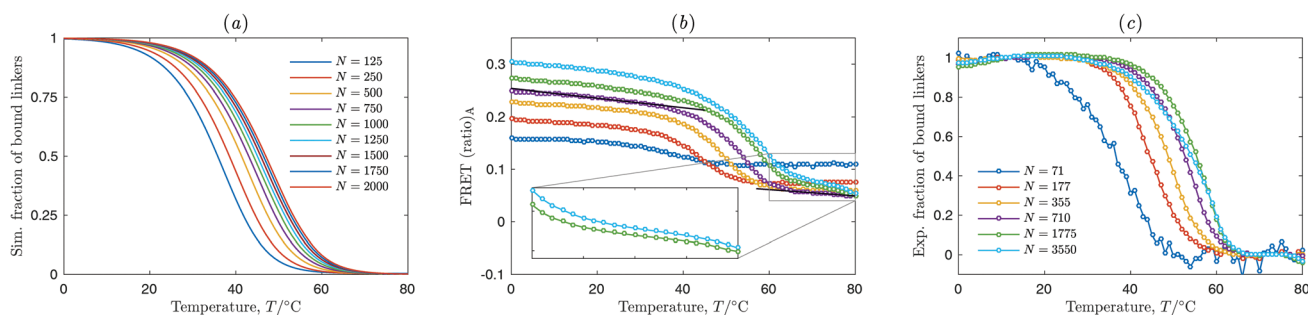 (a)
Sim. fraction of bound linkers
1
0.75
0.5
0.25
0
0 20 40 60 80
Temperature, T/°C
N = 125
N = 250
N = 500
N = 750
N = 1000
N = 1250
N = 1500
N = 1750
N = 2000
(b)
FRET (ratio)A
0.3
0.2
0.1
0
-0.1
0 20 40 60 80
Temperature, T/°C
(c)
Exp. fraction of bound linkers
1
0.8
0.6
0.4
0.2
0
0 20 40 60 80
Temperature, T/°C
N = 71
N = 177
N = 355
N = 710
N = 1775
N = 3550